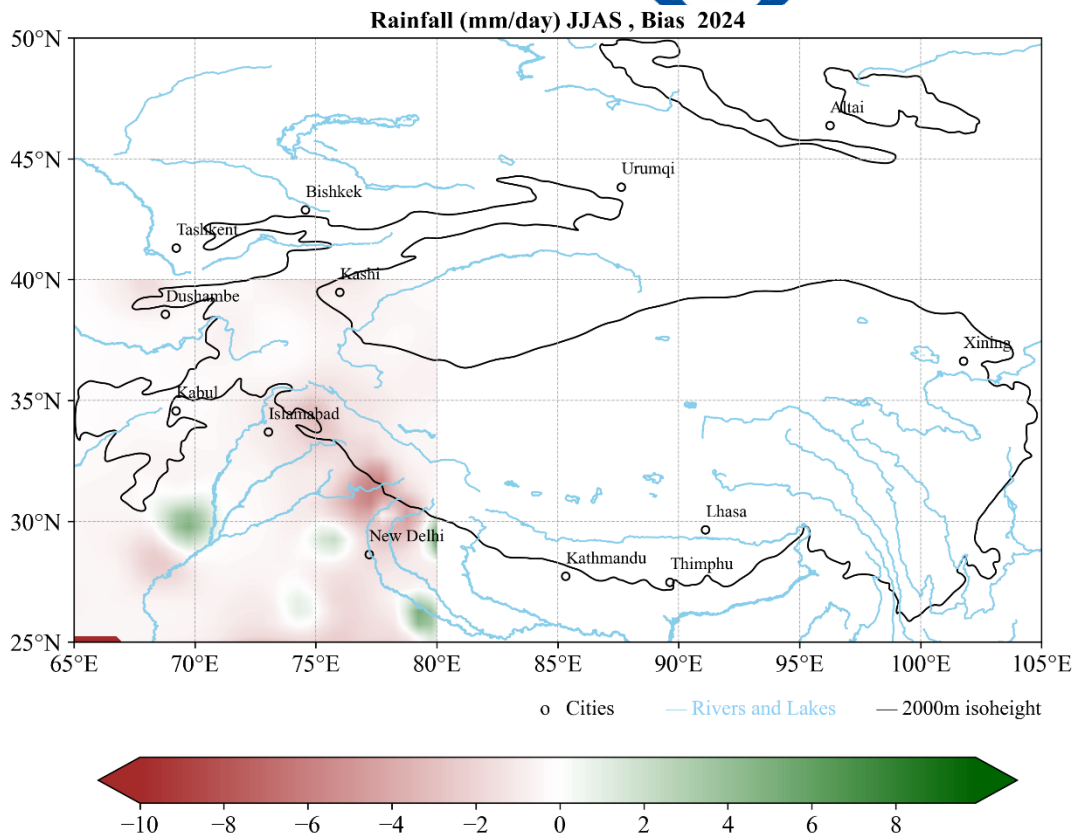 Rainfall (mm/day) JJAS , Bias  2024
50°N
Altai
45°N
Urumqi
Bishkek
Tashkent
40°N
Kashi
Dushambe
Xining
35°N
Kabul
Islamabad
30°N
Lhasa
New Delhi
Kathmandu
Thimphu
25°N
65°E 70°E 75°E 80°E 85°E 90°E 95°E 100°E 105°E
Cities Rivers and Lakes 2000m isoheight
−10 −8 −6 −4 −2 0 2 4 6 8